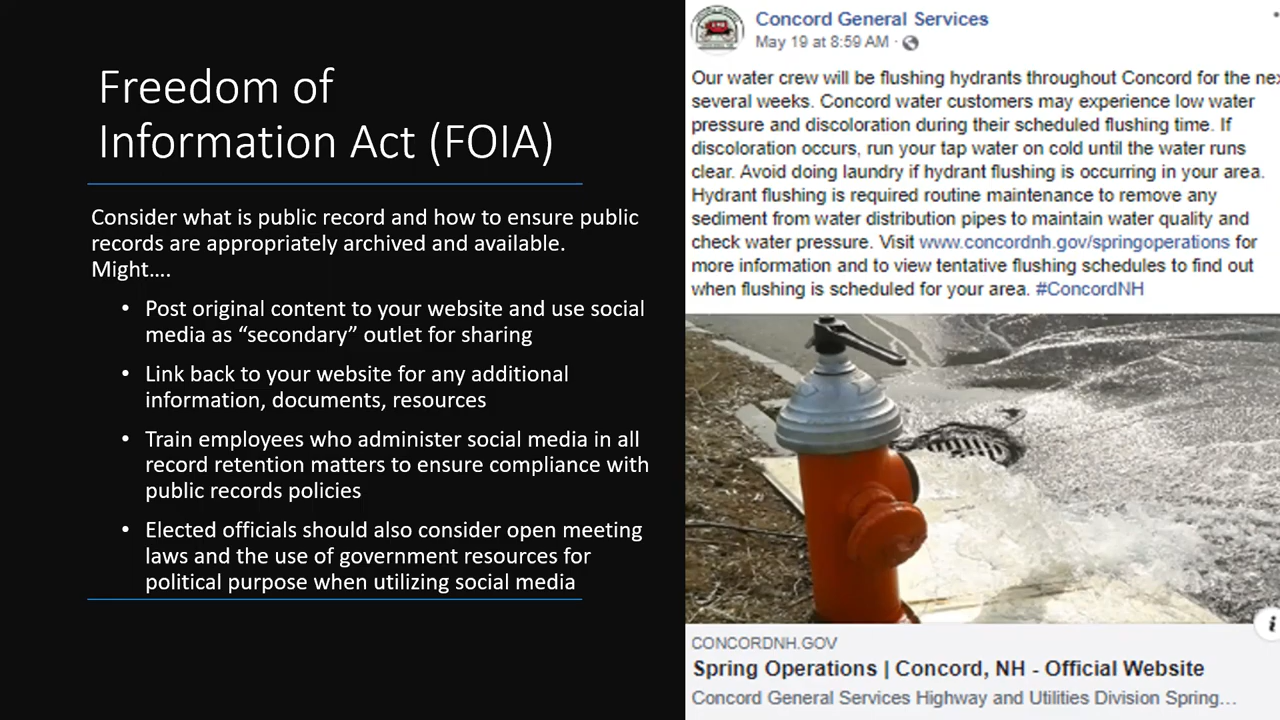 Freedom of
Information Act (FOIA)
Consider what is public record and how to ensure public
records are appropriately archived and available.
Might....
• Post original content to your website and use social
media as “secondary” outlet for sharing
• Link back to your website for any additional
information, documents, resources
• Train employees who administer social media in all
record retention matters to ensure compliance with
public records policies
• Elected officials should also consider open meeting
laws and the use of government resources for
political purpose when utilizing social media
Concord General Services
May 19 at 8:59 AM ·
Our water crew will be flushing hydrants throughout Concord for the
several weeks. Concord water customers may experience low water
pressure and discoloration during their scheduled flushing time. If
discoloration occurs, run your tap water on cold until the water runs
clear. Avoid doing laundry if hydrant flushing is occurring in your area.
Hydrant flushing is required routine maintenance to remove any
sediment from water distribution pipes to maintain water quality and
check water pressure. Visit www.concordnh.gov/springoperations for
more information and to view tentative flushing schedules to find out
when flushing is scheduled for your area. #ConcordNH
i
CONCORDNH.GOV
Spring Operations | Concord, NH - Official Website
Concord General Services Highway and Utilities Division Spring...